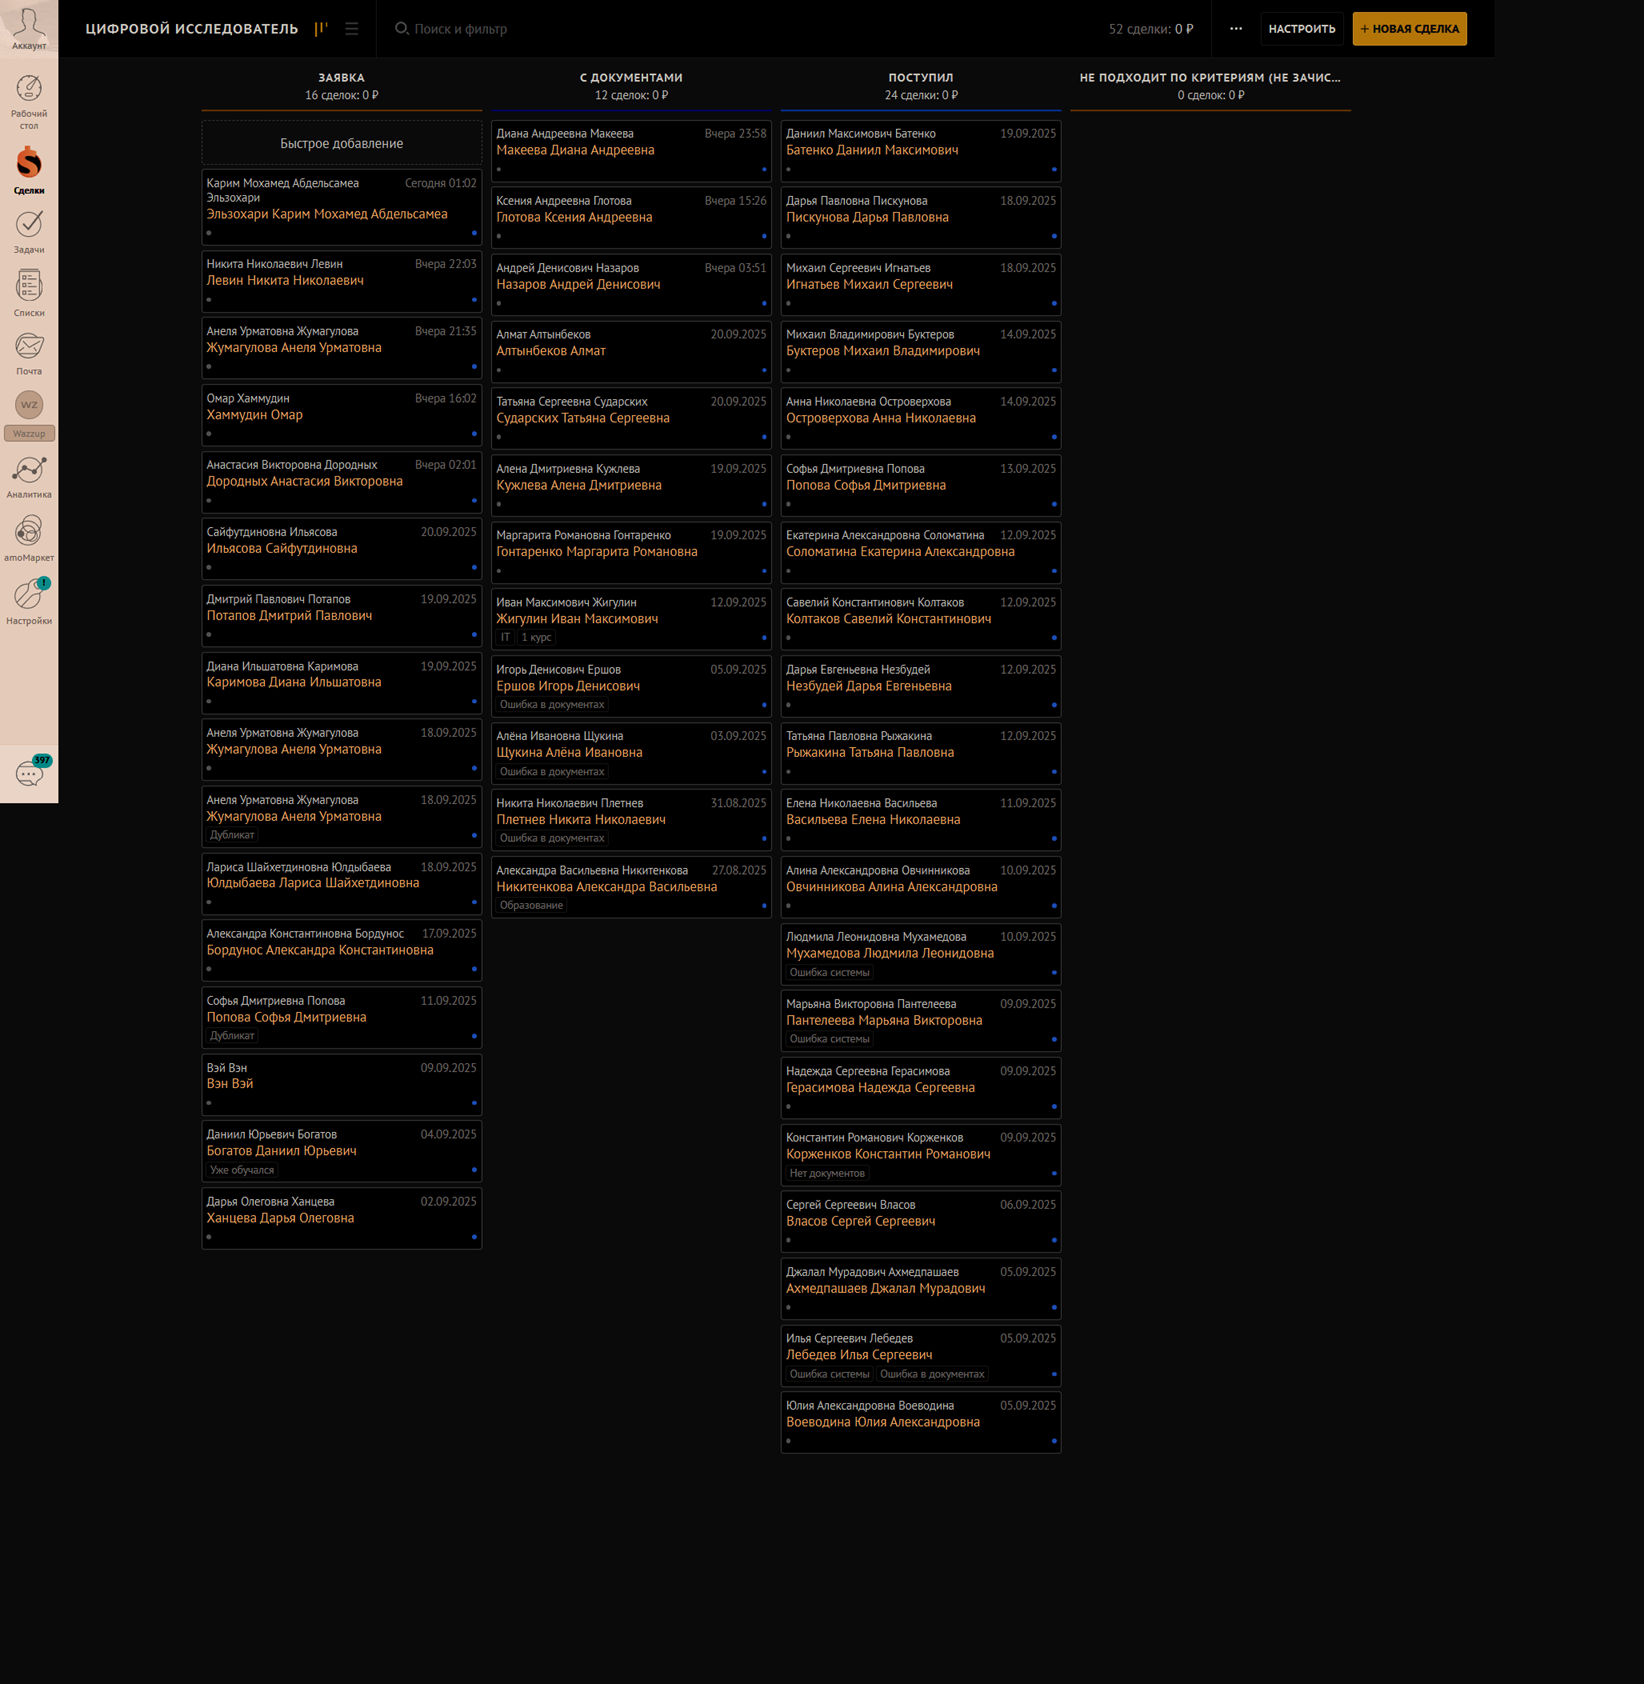 Аккаунт
Рабочий
стол
Сделки
Задачи
Списки
Почта
WZ
Wazzup
Аналитика
amoМаркет
!
Настройки
397
ЦИФРОВОЙ ИССЛЕДОВАТЕЛЬ
Поиск и фильтр
52 сделки: 0 ₽
НАСТРОИТЬ
+ НОВАЯ СДЕЛКА
ЗАЯВКА
16 сделок: 0 ₽
Быстрое добавление
Карим Мохамед Абдельсамеа Сегодня 01:02
Эльзохари
Эльзохари Карим Мохамед Абдельсамеа
Никита Николаевич Левин Вчера 22:03
Левин Никита Николаевич
Анеля Урматовна Жумагулова Вчера 21:35
Жумагулова Анеля Урматовна
Омар Хаммудин Вчера 16:02
Хаммудин Омар
Анастасия Викторовна Дородных Вчера 02:01
Дородных Анастасия Викторовна
Сайфутдиновна Ильясова 20.09.2025
Ильясова Сайфутдиновна
Дмитрий Павлович Потапов 19.09.2025
Потапов Дмитрий Павлович
Диана Ильшатовна Каримова 19.09.2025
Каримова Диана Ильшатовна
Анеля Урматовна Жумагулова 18.09.2025
Жумагулова Анеля Урматовна
Анеля Урматовна Жумагулова 18.09.2025
Жумагулова Анеля Урматовна
Дубликат
Лариса Шайхетдиновна Юлдыбаева 18.09.2025
Юлдыбаева Лариса Шайхетдиновна
Александра Константиновна Бордунос 17.09.2025
Бордунос Александра Константиновна
Софья Дмитриевна Попова 11.09.2025
Попова Софья Дмитриевна
Дубликат
Вэй Вэн 09.09.2025
Вэн Вэй
Даниил Юрьевич Богатов 04.09.2025
Богатов Даниил Юрьевич
Уже обучался
Дарья Олеговна Ханцева 02.09.2025
Ханцева Дарья Олеговна
С ДОКУМЕНТАМИ
12 сделок: 0 ₽
Диана Андреевна Макеева Вчера 23:58
Макеева Диана Андреевна
Ксения Андреевна Глотова Вчера 15:26
Глотова Ксения Андреевна
Андрей Денисович Назаров Вчера 03:51
Назаров Андрей Денисович
Алмат Алтынбеков 20.09.2025
Алтынбеков Алмат
Татьяна Сергеевна Сударских 20.09.2025
Сударских Татьяна Сергеевна
Алена Дмитриевна Кужлева 19.09.2025
Кужлева Алена Дмитриевна
Маргарита Романовна Гонтаренко 19.09.2025
Гонтаренко Маргарита Романовна
Иван Максимович Жигулин 12.09.2025
Жигулин Иван Максимович
IT 1 курс
Игорь Денисович Ершов 05.09.2025
Ершов Игорь Денисович
Ошибка в документах
Алёна Ивановна Щукина 03.09.2025
Щукина Алёна Ивановна
Ошибка в документах
Никита Николаевич Плетнев 31.08.2025
Плетнев Никита Николаевич
Ошибка в документах
Александра Васильевна Никитенкова 27.08.2025
Никитенкова Александра Васильевна
Образование
ПОСТУПИЛ
24 сделки: 0 ₽
Даниил Максимович Батенко 19.09.2025
Батенко Даниил Максимович
Дарья Павловна Пискунова 18.09.2025
Пискунова Дарья Павловна
Михаил Сергеевич Игнатьев 18.09.2025
Игнатьев Михаил Сергеевич
Михаил Владимирович Буктеров 14.09.2025
Буктеров Михаил Владимирович
Анна Николаевна Островерхова 14.09.2025
Островерхова Анна Николаевна
Софья Дмитриевна Попова 13.09.2025
Попова Софья Дмитриевна
Екатерина Александровна Соломатина 12.09.2025
Соломатина Екатерина Александровна
Савелий Константинович Колтаков 12.09.2025
Колтаков Савелий Константинович
Дарья Евгеньевна Незбудей 12.09.2025
Незбудей Дарья Евгеньевна
Татьяна Павловна Рыжакина 12.09.2025
Рыжакина Татьяна Павловна
Елена Николаевна Васильева 11.09.2025
Васильева Елена Николаевна
Алина Александровна Овчинникова 10.09.2025
Овчинникова Алина Александровна
Людмила Леонидовна Мухамедова 10.09.2025
Мухамедова Людмила Леонидовна
Ошибка системы
Марьяна Викторовна Пантелеева 09.09.2025
Пантелеева Марьяна Викторовна
Ошибка системы
Надежда Сергеевна Герасимова 09.09.2025
Герасимова Надежда Сергеевна
Константин Романович Корженков 09.09.2025
Корженков Константин Романович
Нет документов
Сергей Сергеевич Власов 06.09.2025
Власов Сергей Сергеевич
Джалал Мурадович Ахмедпашаев 05.09.2025
Ахмедпашаев Джалал Мурадович
Илья Сергеевич Лебедев 05.09.2025
Лебедев Илья Сергеевич
Ошибка системы Ошибка в документах
Юлия Александровна Воеводина 05.09.2025
Воеводина Юлия Александровна
НЕ ПОДХОДИТ ПО КРИТЕРИЯМ (НЕ ЗАЧИС...
0 сделок: 0 ₽